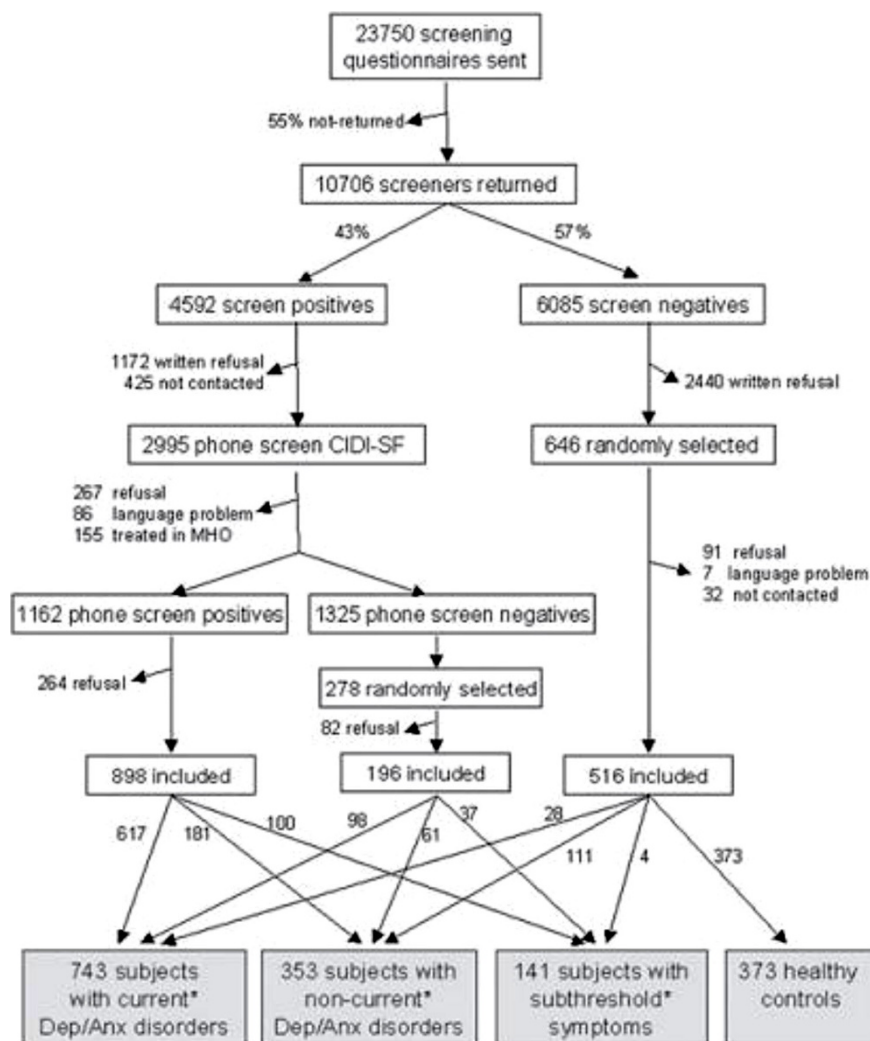 23750 screening
questionnaires sent
55% not-returned
10706 screeners returned
43%
57%
4592 screen positives
6085 screen negatives
1172 written refusal
425 not contacted
2440 written refusal
2995 phone screen CIDI-SF
646 randomly selected
267 refusal
86 language problem
155 treated in MHO
91 refusal
7 language problem
32 not contacted
1162 phone screen positives
1325 phone screen negatives
264 refusal
278 randomly selected
82 refusal
898 included
196 included
516 included
617
181
100
98
61
37
28
111
4
373
743 subjects
with current*
Dep/Anx disorders
353 subjects with
non-current*
Dep/Anx disorders
141 subjects with
subthreshold*
symptoms
373 healthy
controls